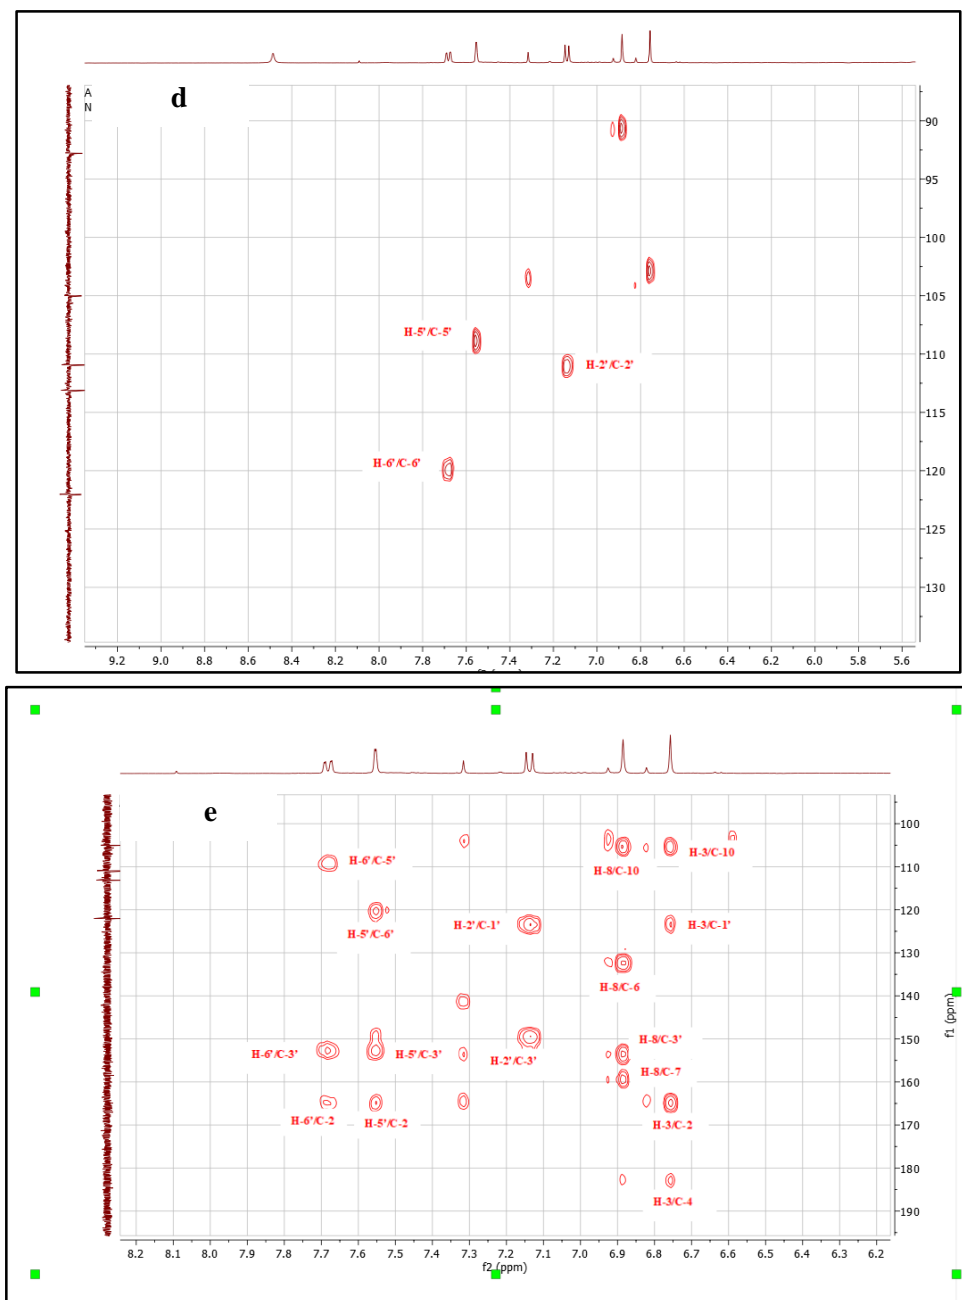 d
A
N
90
95
100
105
110
115
120
125
130
H-5'/C-5'
H-2'/C-2'
H-6'/C-6'
9.2 9.0 8.8 8.6 8.4 8.2 8.0 7.8 7.6 7.4 7.2 7.0 6.8 6.6 6.4 6.2 6.0 5.8 5.6
e
100
110
120
130
140
150
160
170
180
190
f1 (ppm)
H-6'/C-5'
H-8/C-10
H-3/C-10
H-5'/C-6'
H-2'/C-1'
H-3/C-1'
H-8/C-6
H-6'/C-3'
H-5'/C-3'
H-2'/C-3'
H-8/C-3'
H-8/C-7
H-6'/C-2
H-5'/C-2
H-3/C-2
H-3/C-4
8.2 8.1 8.0 7.9 7.8 7.7 7.6 7.5 7.4 7.3 7.2 7.1 7.0 6.9 6.8 6.7 6.6 6.5 6.4 6.3 6.2
f2 (ppm)